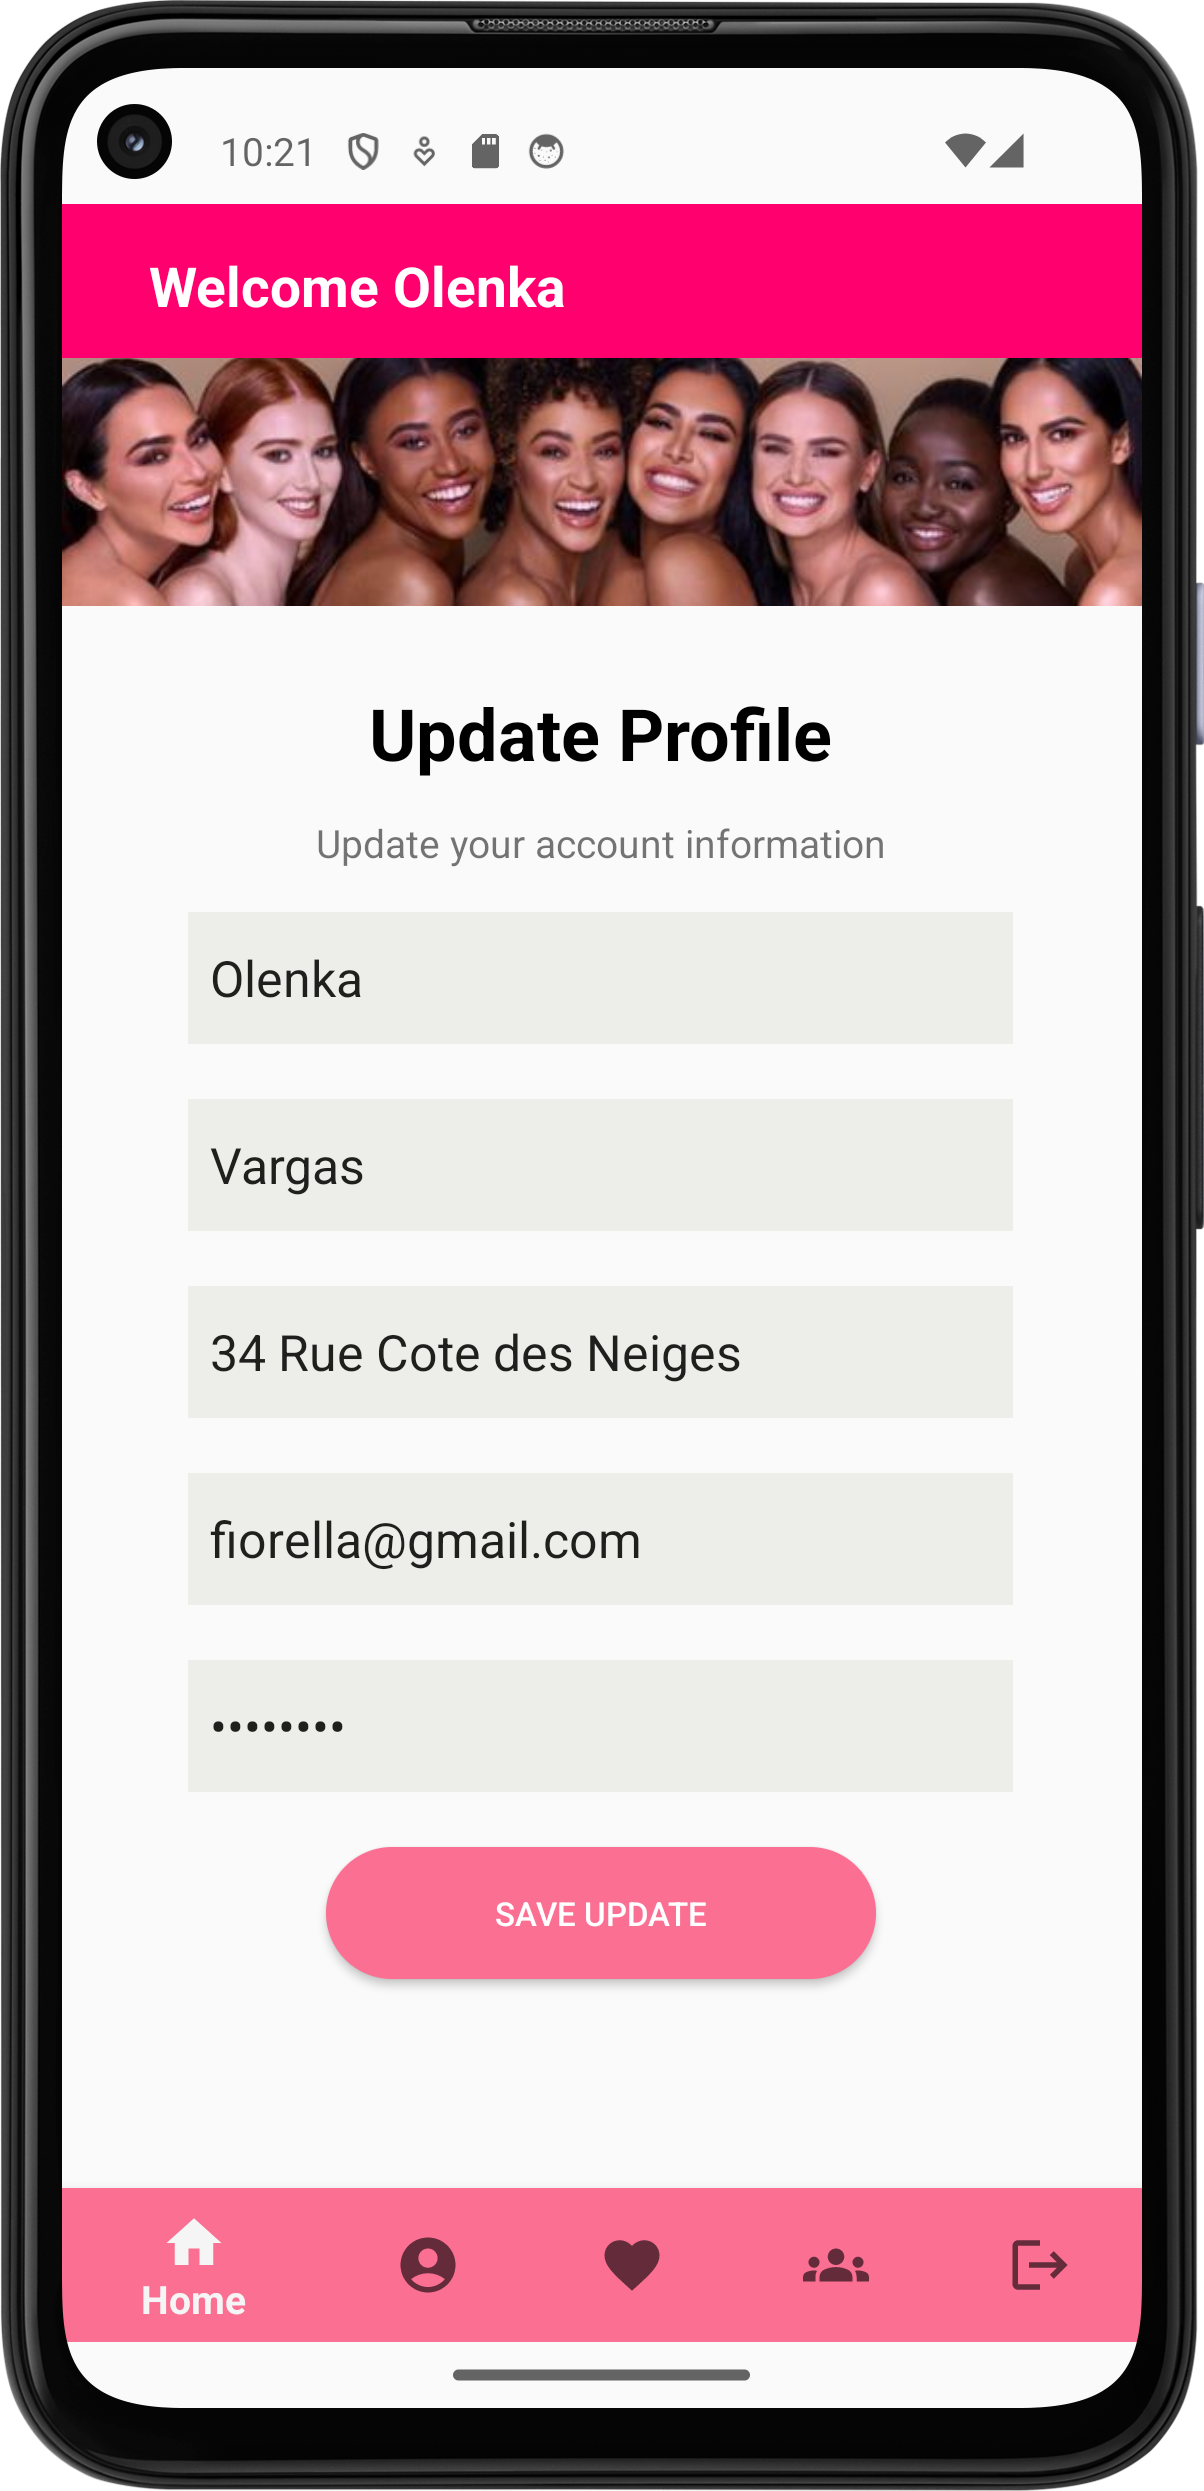 10:21
Welcome Olenka
Update Profile
Update your account information
Olenka
Vargas
34 Rue Cote des Neiges
fiorella@gmail.com
••••••••
SAVE UPDATE
Home